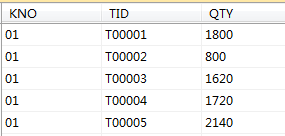 KNO TID QTY
01 T00001 1800
01 T00002 800
01 T00003 1620
01 T00004 1720
01 T00005 2140